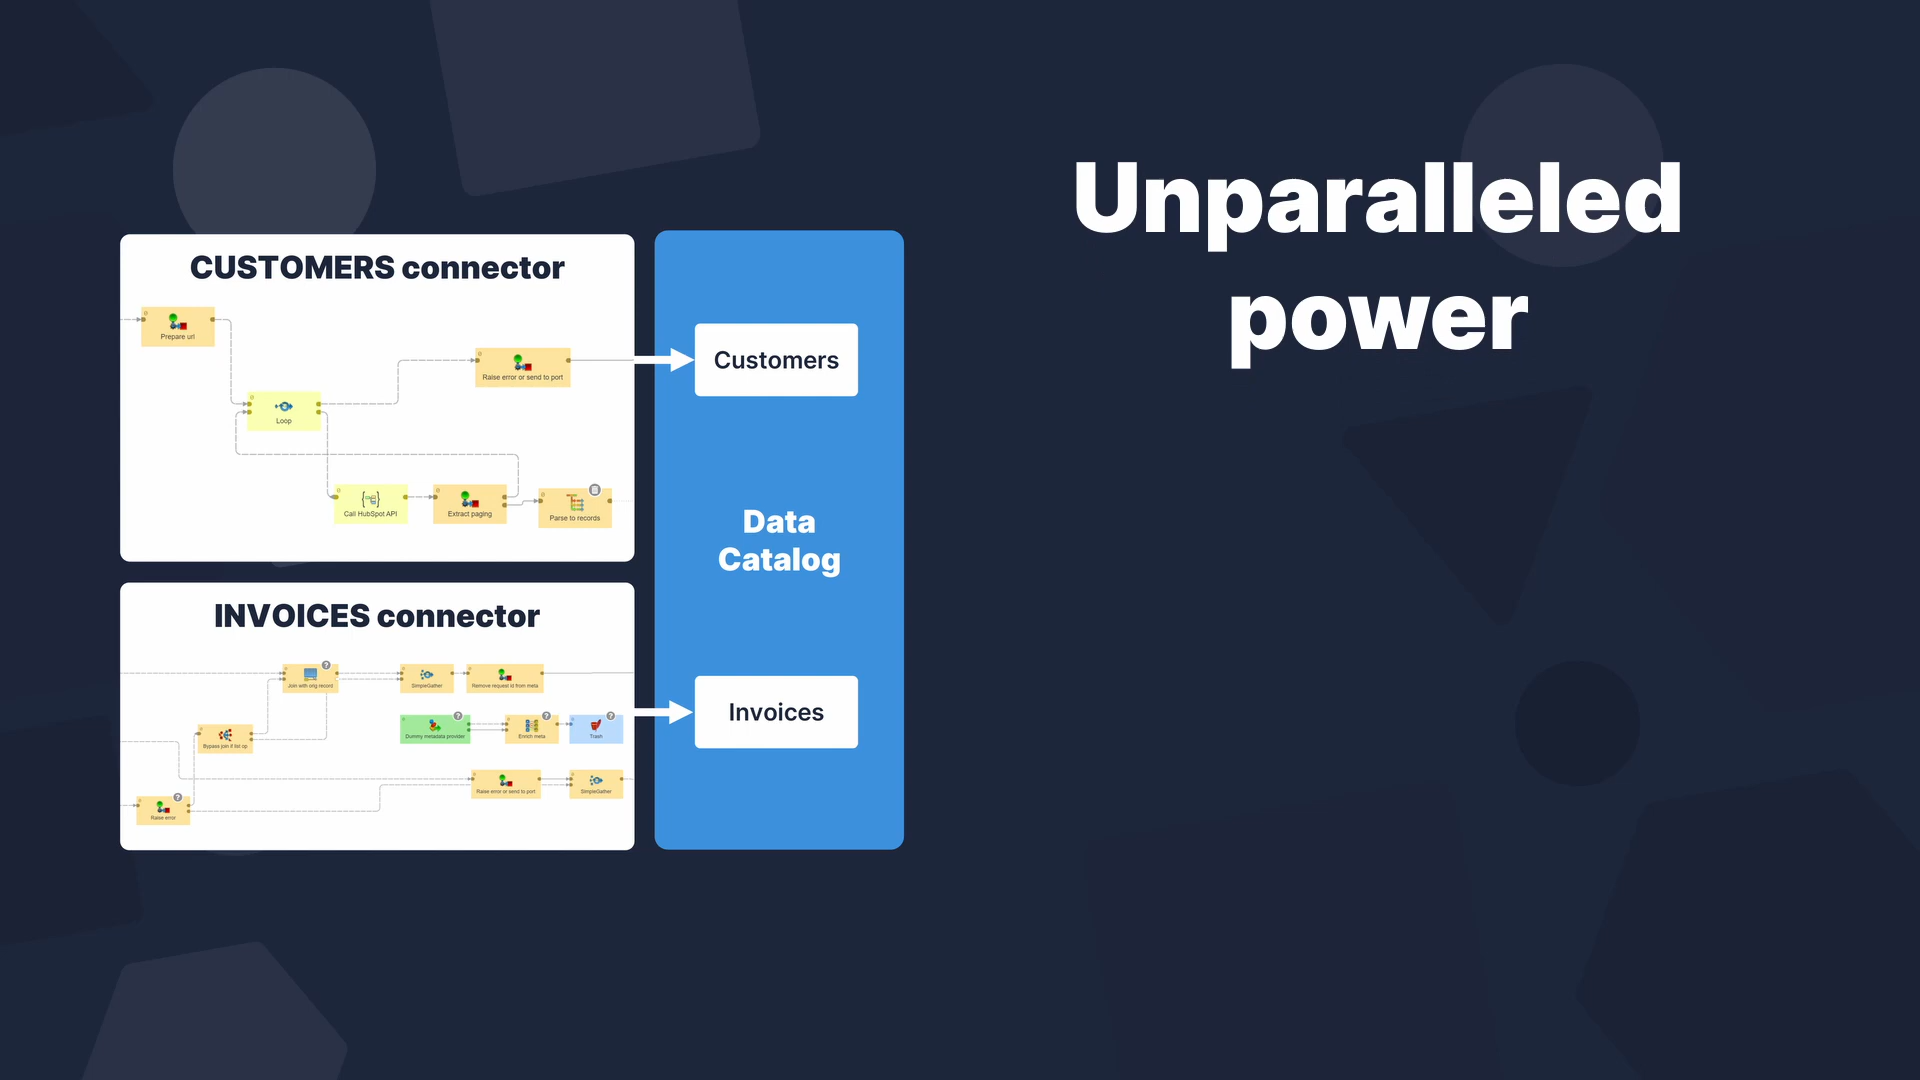 Unparalleled
power
CUSTOMERS connector
Prepare url
Raise error or send to port
Loop
Call HubSpot API
Extract paging
Parse to records
Customers
Data
Catalog
INVOICES connector
Join with orig record
SimpleGather
Remove request id from meta
Dummy metadata provider
Enrich meta
Trash
Bypass join if list op
Raise error or send to port
SimpleGather
Raise error
Invoices